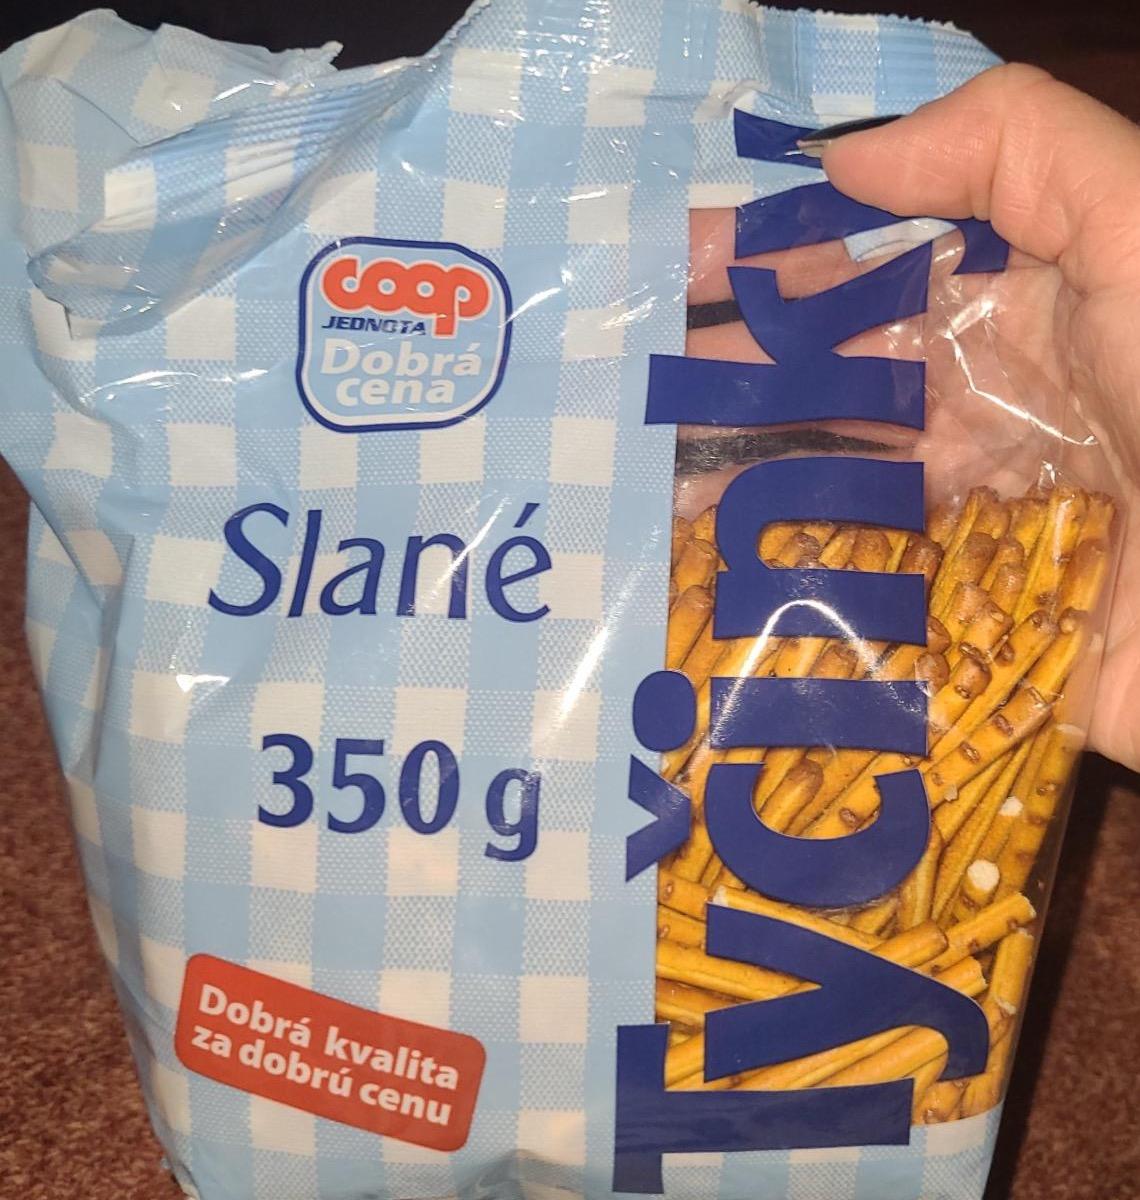 coop
JEDNOTA
Dobrá
cena
Slané
350 g
Tyčinky
Dobrá kvalita
za dobrú cenu